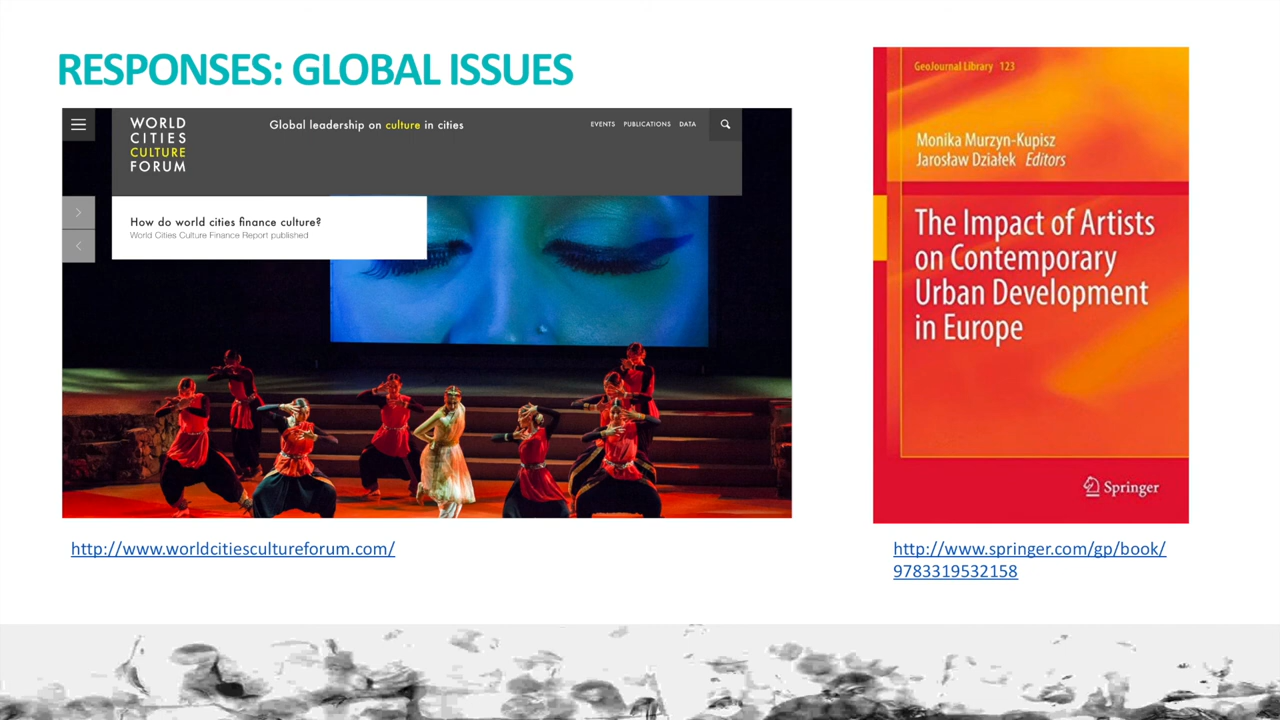 RESPONSES: GLOBAL ISSUES
WORLD
CITIES
CULTURE
FORUM
Global leadership on culture in cities
EVENTS PUBLICATIONS DATA
How do world cities finance culture?
World Cities Culture Finance Report published
http://www.worldcitiescultureforum.com/
GeoJournal Library 123
Monika Murzyn-Kupisz
Jarosław Działek Editors
The Impact of Artists
on Contemporary
Urban Development
in Europe
Springer
http://www.springer.com/gp/book/
9783319532158